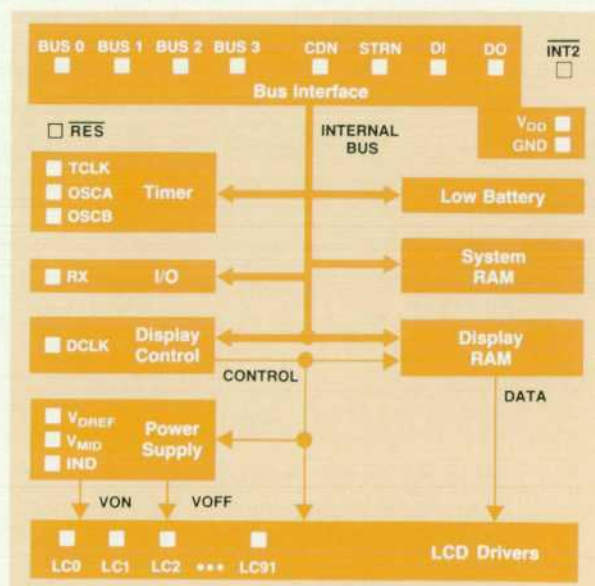 BUS 0 BUS 1 BUS 2 BUS 3 CDN STRN DI DO
INT2
Bus Interface
RES
INTERNAL
BUS
VDD
GND
TCLK
OSCA
OSCB
Timer
Low Battery
RX I/O
System
RAM
DCLK
Display
Control
Display
RAM
CONTROL
DATA
VDREF
VMID
IND
Power
Supply
VON VOFF
LC0 LC1 LC2 ••• LC91
LCD Drivers